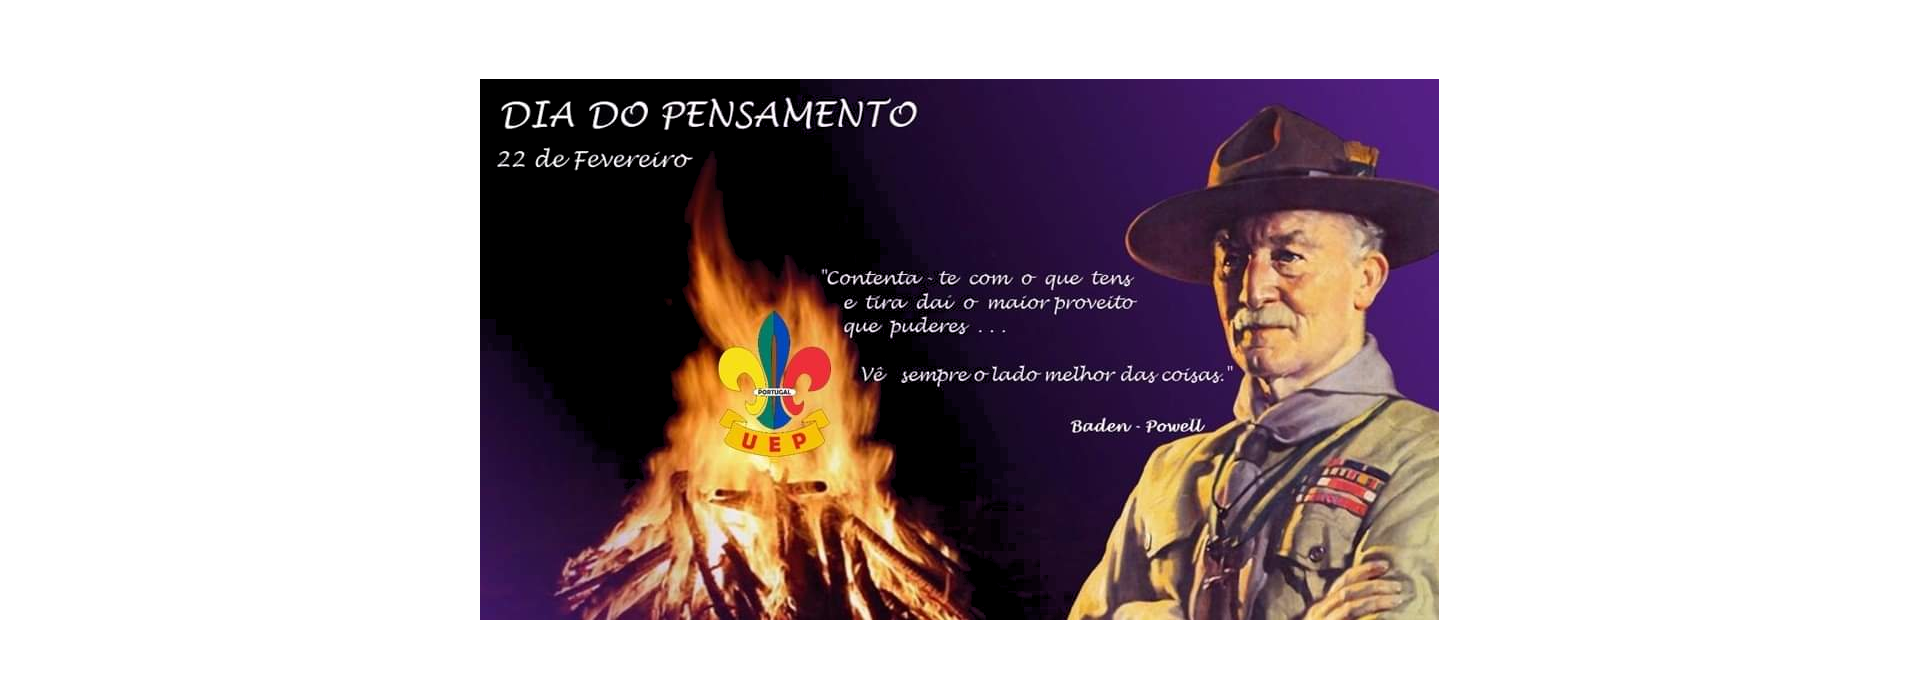 DIA DO PENSAMENTO
22 de Fevereiro
"Contenta - te com o que tens
e tira dai o maior proveito
que puderes . . .
Vê sempre o lado melhor das coisas."
Baden - Powell
PORTUGAL
UEP